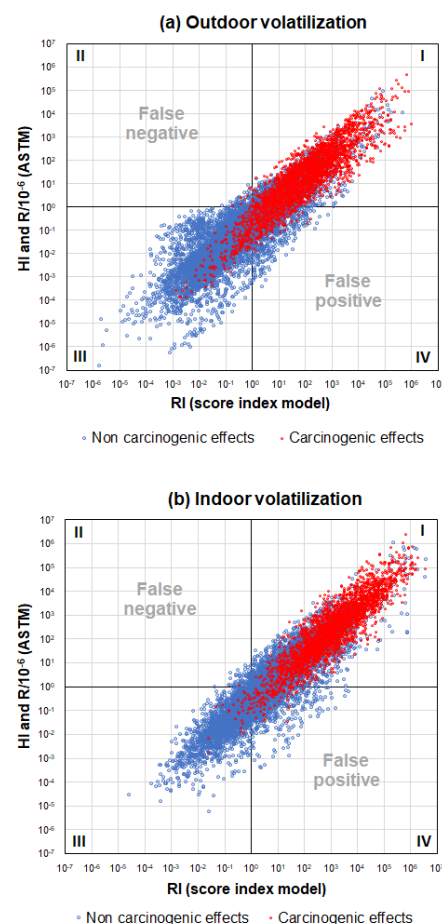 (a) Outdoor volatilization
II
I
False
negative
False
positive
III
IV
HI and R/10⁻⁶ (ASTM)
10⁷
10⁶
10⁵
10⁴
10³
10²
10¹
10⁰
10⁻¹
10⁻²
10⁻³
10⁻⁴
10⁻⁵
10⁻⁶
10⁻⁷
10⁻⁷ 10⁻⁶ 10⁻⁵ 10⁻⁴ 10⁻³ 10⁻² 10⁻¹ 10⁰ 10¹ 10² 10³ 10⁴ 10⁵ 10⁶ 10⁷
RI (score index model)
Non carcinogenic effects Carcinogenic effects
(b) Indoor volatilization
II
I
False
negative
False
positive
III
IV
HI and R/10⁻⁶ (ASTM)
10⁷
10⁶
10⁵
10⁴
10³
10²
10¹
10⁰
10⁻¹
10⁻²
10⁻³
10⁻⁴
10⁻⁵
10⁻⁶
10⁻⁷
10⁻⁷ 10⁻⁶ 10⁻⁵ 10⁻⁴ 10⁻³ 10⁻² 10⁻¹ 10⁰ 10¹ 10² 10³ 10⁴ 10⁵ 10⁶ 10⁷
RI (score index model)
Non carcinogenic effects Carcinogenic effects